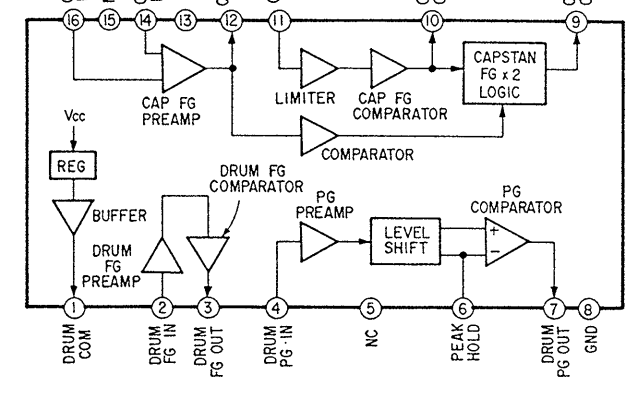 16 15 14 13 12 11 10 9
CAP FG
PREAMP
LIMITER
CAP FG
COMPARATOR
CAPSTAN
FG x 2
LOGIC
COMPARATOR
Vcc
REG
BUFFER
DRUM
FG
PREAMP
DRUM FG
COMPARATOR
PG
PREAMP
LEVEL
SHIFT
PG
COMPARATOR
+
−
1 2 3 4 5 6 7 8
DRUM
COM
DRUM
FG IN
DRUM
FG OUT
DRUM
PG·IN
NC
PEAK
HOLD
DRUM
PG OUT
GND